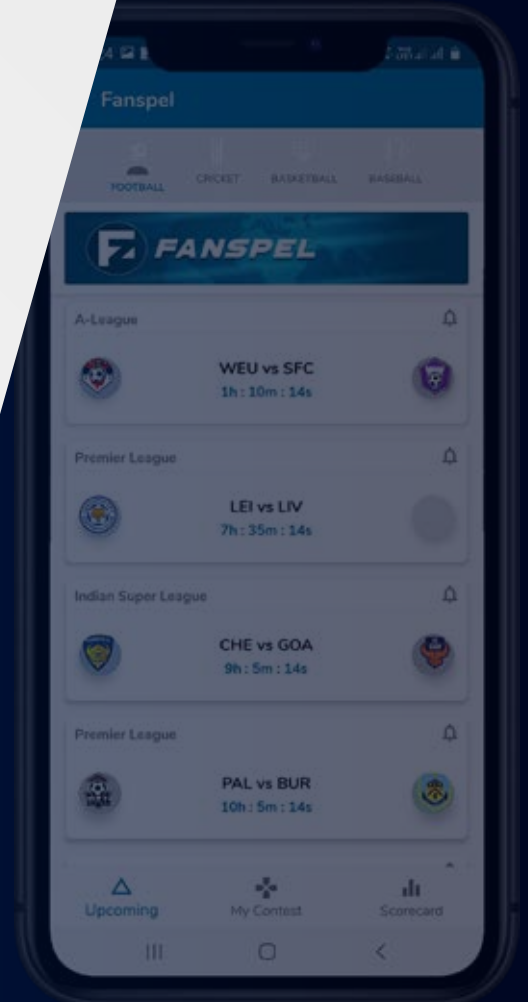 Fanspel
FOOTBALL CRICKET BASKETBALL BASEBALL
FANSPEL
A-League
WEU vs SFC
1h : 10m : 14s
Premier League
LEI vs LIV
7h : 35m : 14s
Indian Super League
CHE vs GOA
9h : 5m : 14s
Premier League
PAL vs BUR
10h : 5m : 14s
Upcoming My Contest Scorecard